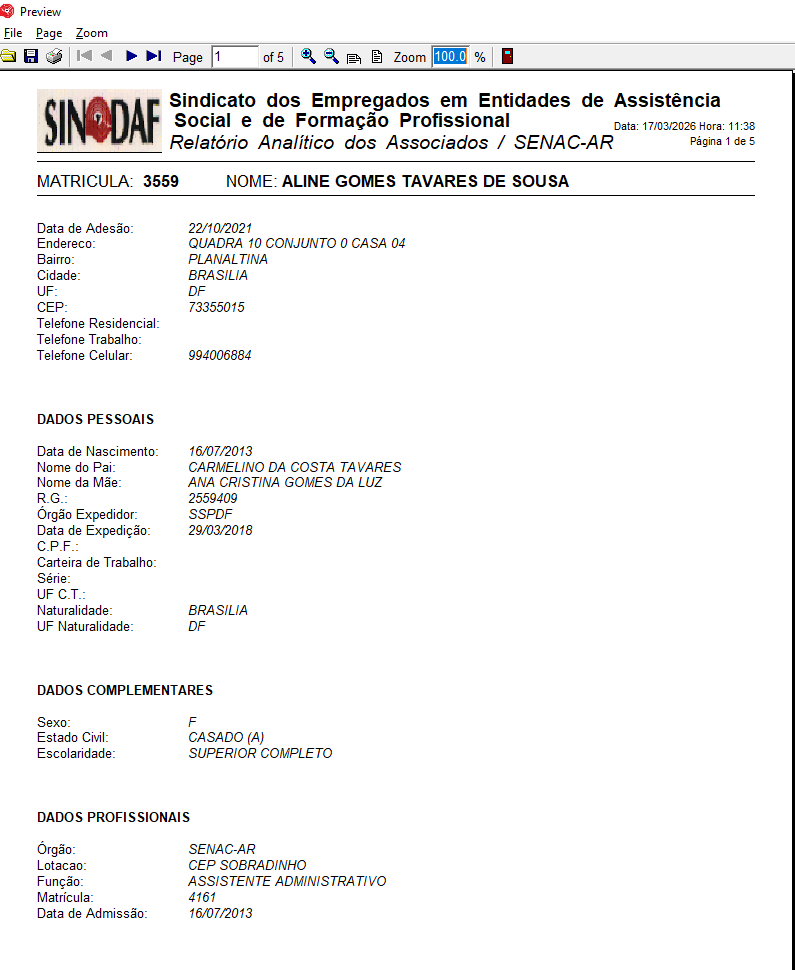 Preview
File Page Zoom
Page 1 of 5 Zoom 100.0 %
SINDAF
Sindicato dos Empregados em Entidades de Assistência
Social e de Formação Profissional
Data: 17/03/2026 Hora: 11:38
Relatório Analítico dos Associados / SENAC-AR
Página 1 de 5
MATRICULA: 3559 NOME: ALINE GOMES TAVARES DE SOUSA
Data de Adesão: 22/10/2021
Endereco: QUADRA 10 CONJUNTO 0 CASA 04
Bairro: PLANALTINA
Cidade: BRASILIA
UF: DF
CEP: 73355015
Telefone Residencial:
Telefone Trabalho:
Telefone Celular: 994006884
DADOS PESSOAIS
Data de Nascimento: 16/07/2013
Nome do Pai: CARMELINO DA COSTA TAVARES
Nome da Mãe: ANA CRISTINA GOMES DA LUZ
R.G.: 2559409
Órgão Expedidor: SSPDF
Data de Expedição: 29/03/2018
C.P.F.:
Carteira de Trabalho:
Série:
UF C.T.:
Naturalidade: BRASILIA
UF Naturalidade: DF
DADOS COMPLEMENTARES
Sexo: F
Estado Civil: CASADO (A)
Escolaridade: SUPERIOR COMPLETO
DADOS PROFISSIONAIS
Órgão: SENAC-AR
Lotacao: CEP SOBRADINHO
Função: ASSISTENTE ADMINISTRATIVO
Matrícula: 4161
Data de Admissão: 16/07/2013